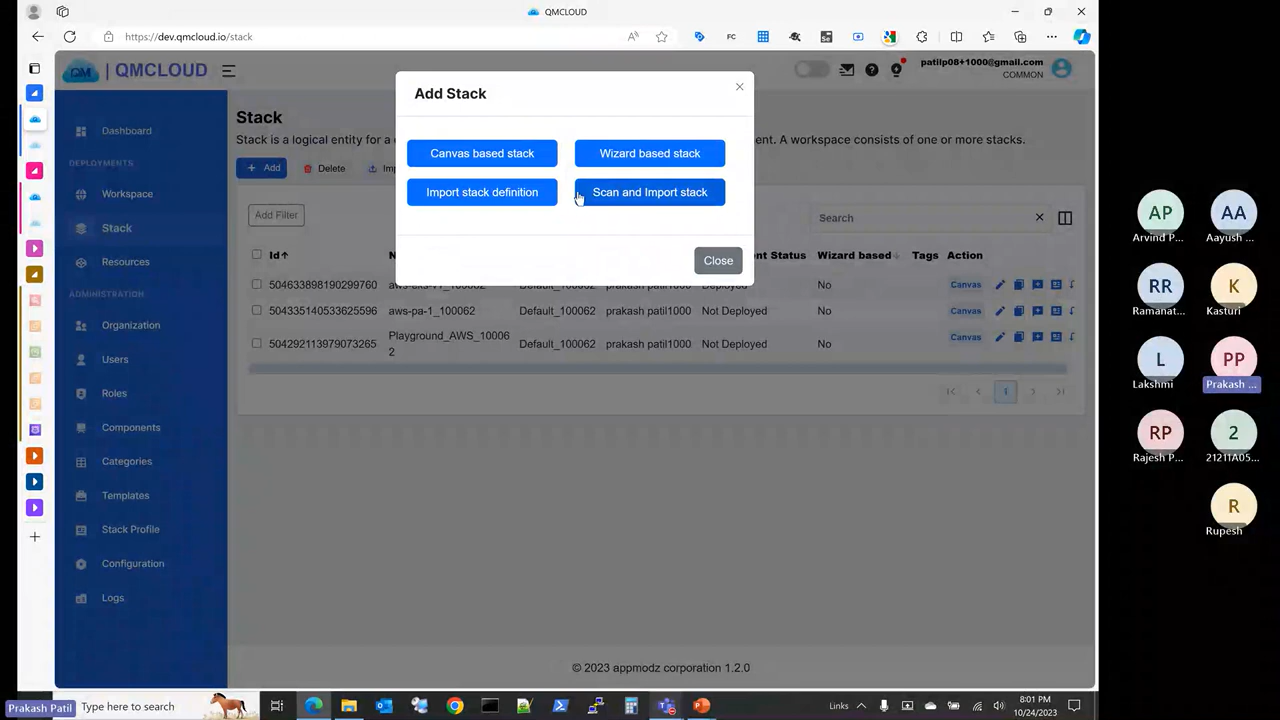 QMCLOUD
https://dev.qmcloud.io/stack
FC
QM | QMCLOUD
patilp08+1000@gmail.com
COMMON
Add Stack
Canvas based stack
Wizard based stack
Import stack definition
Scan and Import stack
Close
Dashboard
DEPLOYMENTS
Workspace
Stack
Resources
ADMINISTRATION
Organization
Users
Roles
Components
Categories
Templates
Stack Profile
Configuration
Logs
Stack
Stack is a logical entity for a
ent. A workspace consists of one or more stacks.
+ Add
Delete
Add Filter
Search
Id
Status
Wizard based
Tags
Action
504633898190299760
Default_100062
prakash patil1000
Deployed
No
Canvas
504335140533625596
aws-pa-1_100062
Default_100062
prakash patil1000
Not Deployed
No
Canvas
504292113979073265
Playground_AWS_10006
2
Default_100062
prakash patil1000
Not Deployed
No
Canvas
1
© 2023 appmodz corporation 1.2.0
AP
Arvind P...
AA
Aayush ...
RR
Ramanat...
K
Kasturi
L
Lakshmi
PP
Prakash ...
RP
Rajesh P...
2
21211A05...
R
Rupesh
Prakash Patil
Type here to search
Links
8:01 PM
10/24/2023